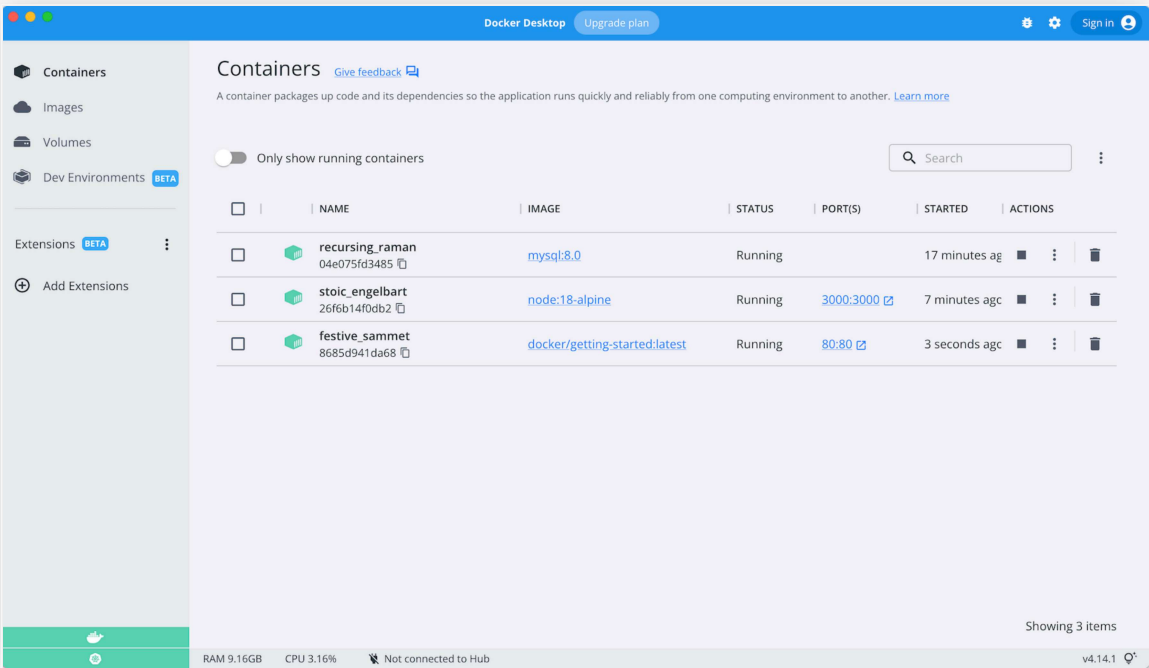 Docker Desktop Upgrade plan Sign in
Containers
Images
Volumes
Dev Environments BETA
Extensions BETA
Add Extensions
Containers Give feedback
A container packages up code and its dependencies so the application runs quickly and reliably from one computing environment to another. Learn more
Only show running containers
Search
NAME IMAGE STATUS PORT(S) STARTED ACTIONS
recursing_raman
04e075fd3485
mysql:8.0 Running 17 minutes ag
stoic_engelbart
26f6b14f0db2
node:18-alpine Running 3000:3000 7 minutes agc
festive_sammet
8685d941da68
docker/getting-started:latest Running 80:80 3 seconds agc
Showing 3 items
RAM 9.16GB CPU 3.16% Not connected to Hub v4.14.1